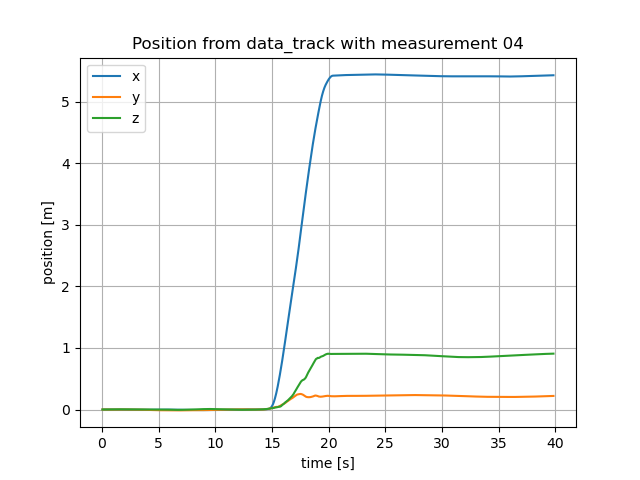 Position from data_track with measurement 04
x
y
z
position [m]
5
4
3
2
1
0
0 5 10 15 20 25 30 35 40
time [s]